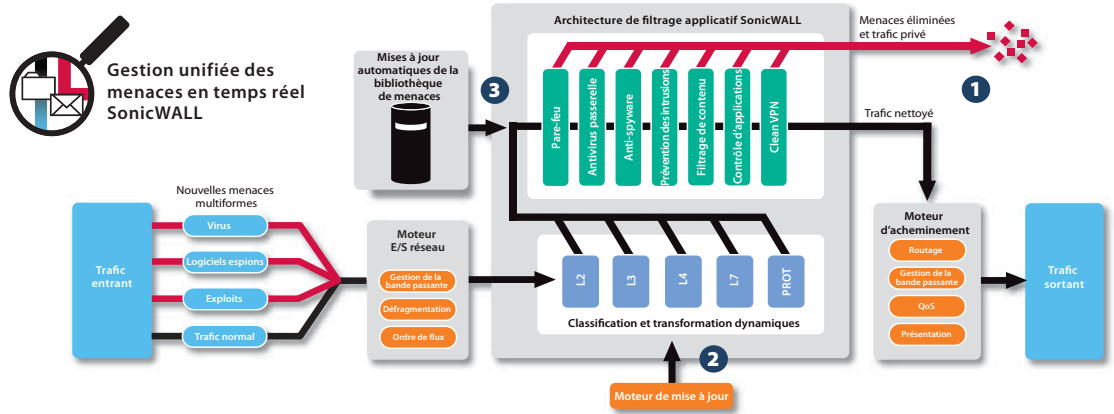 Gestion unifiée des
menaces en temps réel
SonicWALL
Mises à jour
automatiques de la
bibliothèque
de menaces
3
Architecture de filtrage applicatif SonicWALL
Pare-feu
Antivirus passerelle
Anti-spyware
Prévention des intrusions
Filtrage de contenu
Contrôle d'applications
Clean VPN
Menaces éliminées
et trafic privé
1
Trafic nettoyé
Nouvelles menaces
multiformes
Trafic
entrant
Virus
Logiciels espions
Exploits
Trafic normal
Moteur
E/S réseau
Gestion de la
bande passante
Défragmentation
Ordre de flux
L2
L3
L4
L7
PROT
Classification et transformation dynamiques
2
Moteur de mise à jour
Moteur
d'acheminement
Routage
Gestion de la
bande passante
QoS
Présentation
Trafic
sortant